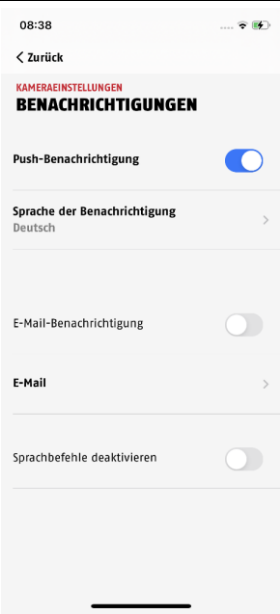 08:38
Zurück
KAMERAEINSTELLUNGEN
BENACHRICHTIGUNGEN
Push-Benachrichtigung
Sprache der Benachrichtigung
Deutsch
E-Mail-Benachrichtigung
E-Mail
Sprachbefehle deaktivieren